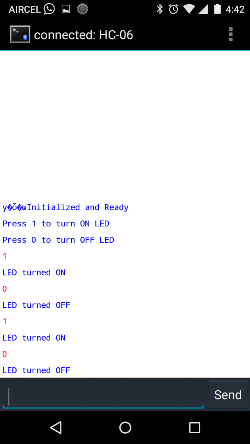 AIRCEL 4:42
connected: HC-06
Initialized and Ready
Press 1 to turn ON LED
Press 0 to turn OFF LED
1
LED turned ON
0
LED turned OFF
1
LED turned ON
0
LED turned OFF
Send